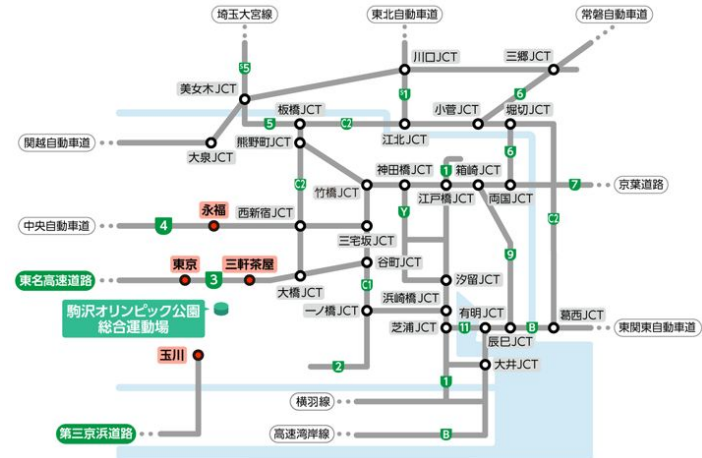 埼玉大宮線
東北自動車道
常磐自動車道
川口JCT
三郷JCT
S5
美女木JCT
S1
6
板橋JCT
小菅JCT
堀切JCT
5
C2
江北JCT
関越自動車道
大泉JCT
熊野町JCT
6
神田橋JCT
1
箱崎JCT
C2
竹橋JCT
江戸橋JCT
両国JCT
7
京葉道路
Y
永福
西新宿JCT
C2
中央自動車道
4
三宅坂JCT
9
東京
三軒茶屋
谷町JCT
東名高速道路
3
大橋JCT
C1
汐留JCT
浜崎橋JCT
駒沢オリンピック公園
総合運動場
一ノ橋JCT
有明JCT
葛西JCT
芝浦JCT
11
B
東関東自動車道
辰巳JCT
玉川
2
大井JCT
1
横羽線
第三京浜道路
高速湾岸線
B